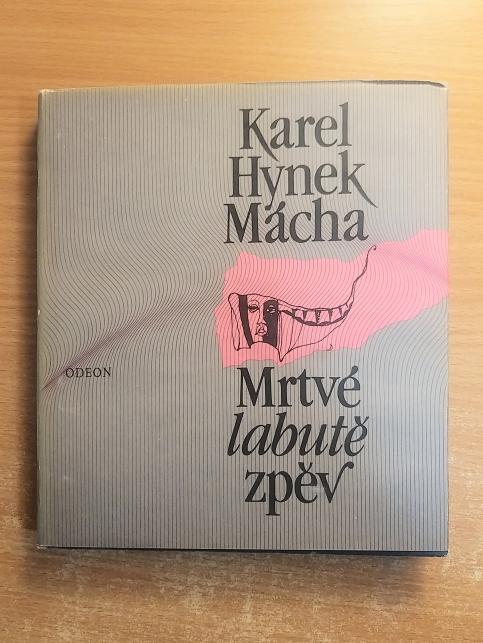 Karel
Hynek
Mácha
ODEON
Mrtvé
labutě
zpěv